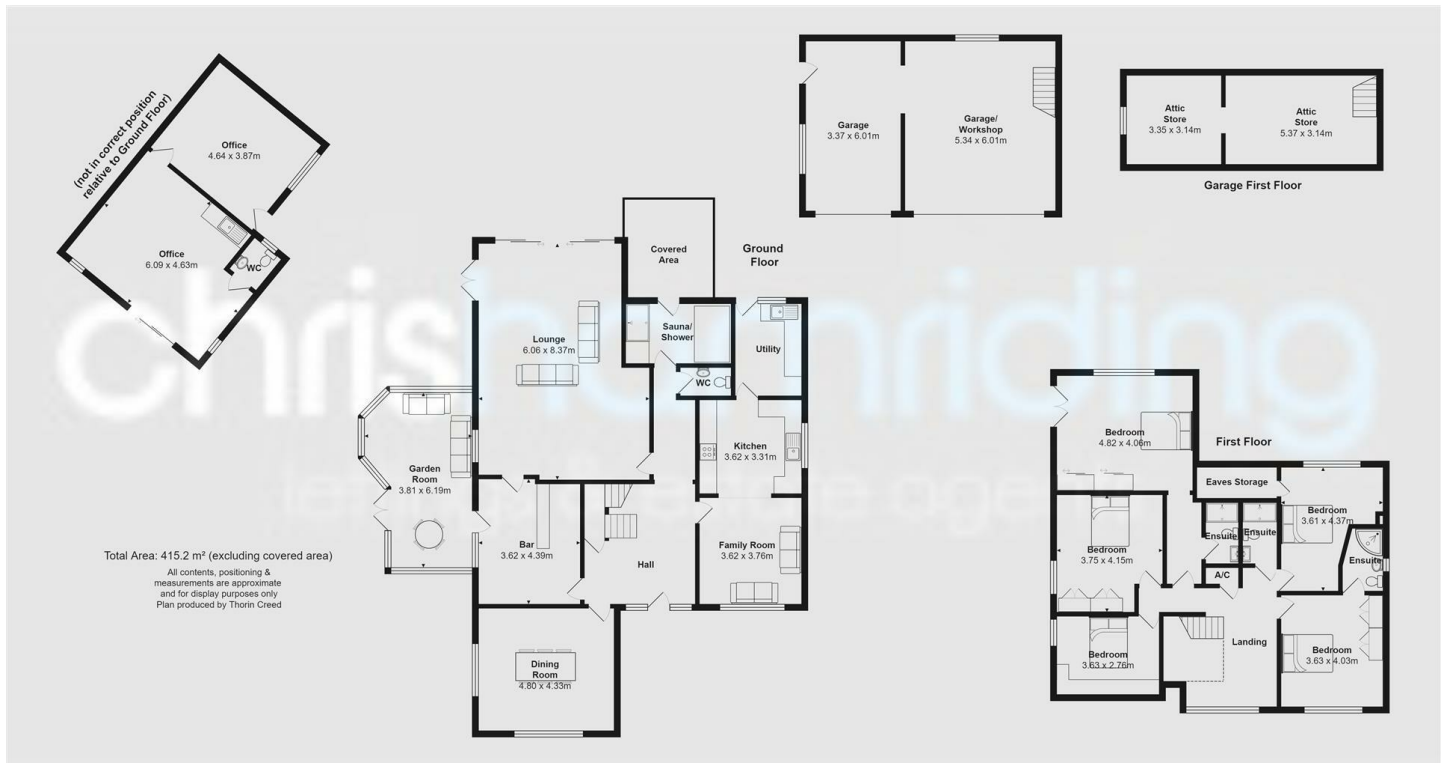 (not in correct position
relative to Ground Floor)
Office
4.64 x 3.87m
Office
6.09 x 4.63m
WC
Garage
3.37 x 6.01m
Garage/
Workshop
5.34 x 6.01m
Attic
Store
3.35 x 3.14m
Attic
Store
5.37 x 3.14m
Garage First Floor
Covered
Area
Ground
Floor
Lounge
6.06 x 8.37m
Sauna/
Shower
Utility
WC
Kitchen
3.62 x 3.31m
Garden
Room
3.81 x 6.19m
Bar
3.62 x 4.39m
Hall
Family Room
3.62 x 3.76m
Dining
Room
4.80 x 4.33m
Total Area: 415.2 m² (excluding covered area)
All contents, positioning &
measurements are approximate
and for display purposes only
Plan produced by Thorin Creed
First Floor
Bedroom
4.82 x 4.06m
Eaves Storage
Bedroom
3.61 x 4.37m
Ensuite
Ensuite
Ensuite
Bedroom
3.75 x 4.15m
A/C
Landing
Bedroom
3.63 x 2.76m
Bedroom
3.63 x 4.03m
chrishornriding